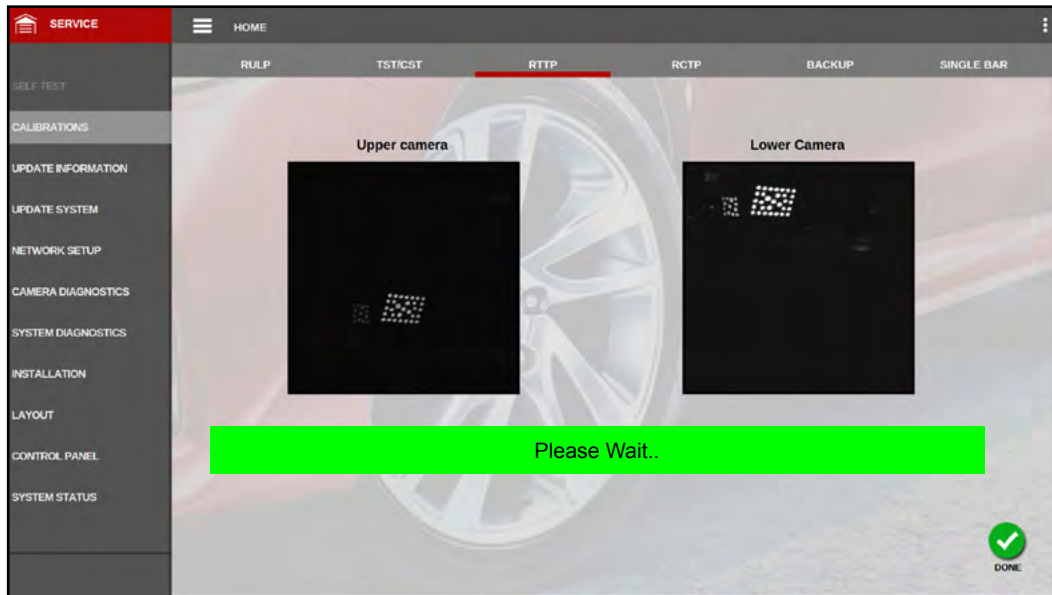 SERVICE
HOME
RULP
TST/CST
RTTP
RCTP
BACKUP
SINGLE BAR
SELF TEST
CALIBRATIONS
UPDATE INFORMATION
UPDATE SYSTEM
NETWORK SETUP
CAMERA DIAGNOSTICS
SYSTEM DIAGNOSTICS
INSTALLATION
LAYOUT
CONTROL PANEL
SYSTEM STATUS
Upper camera
Lower Camera
Please Wait..
DONE